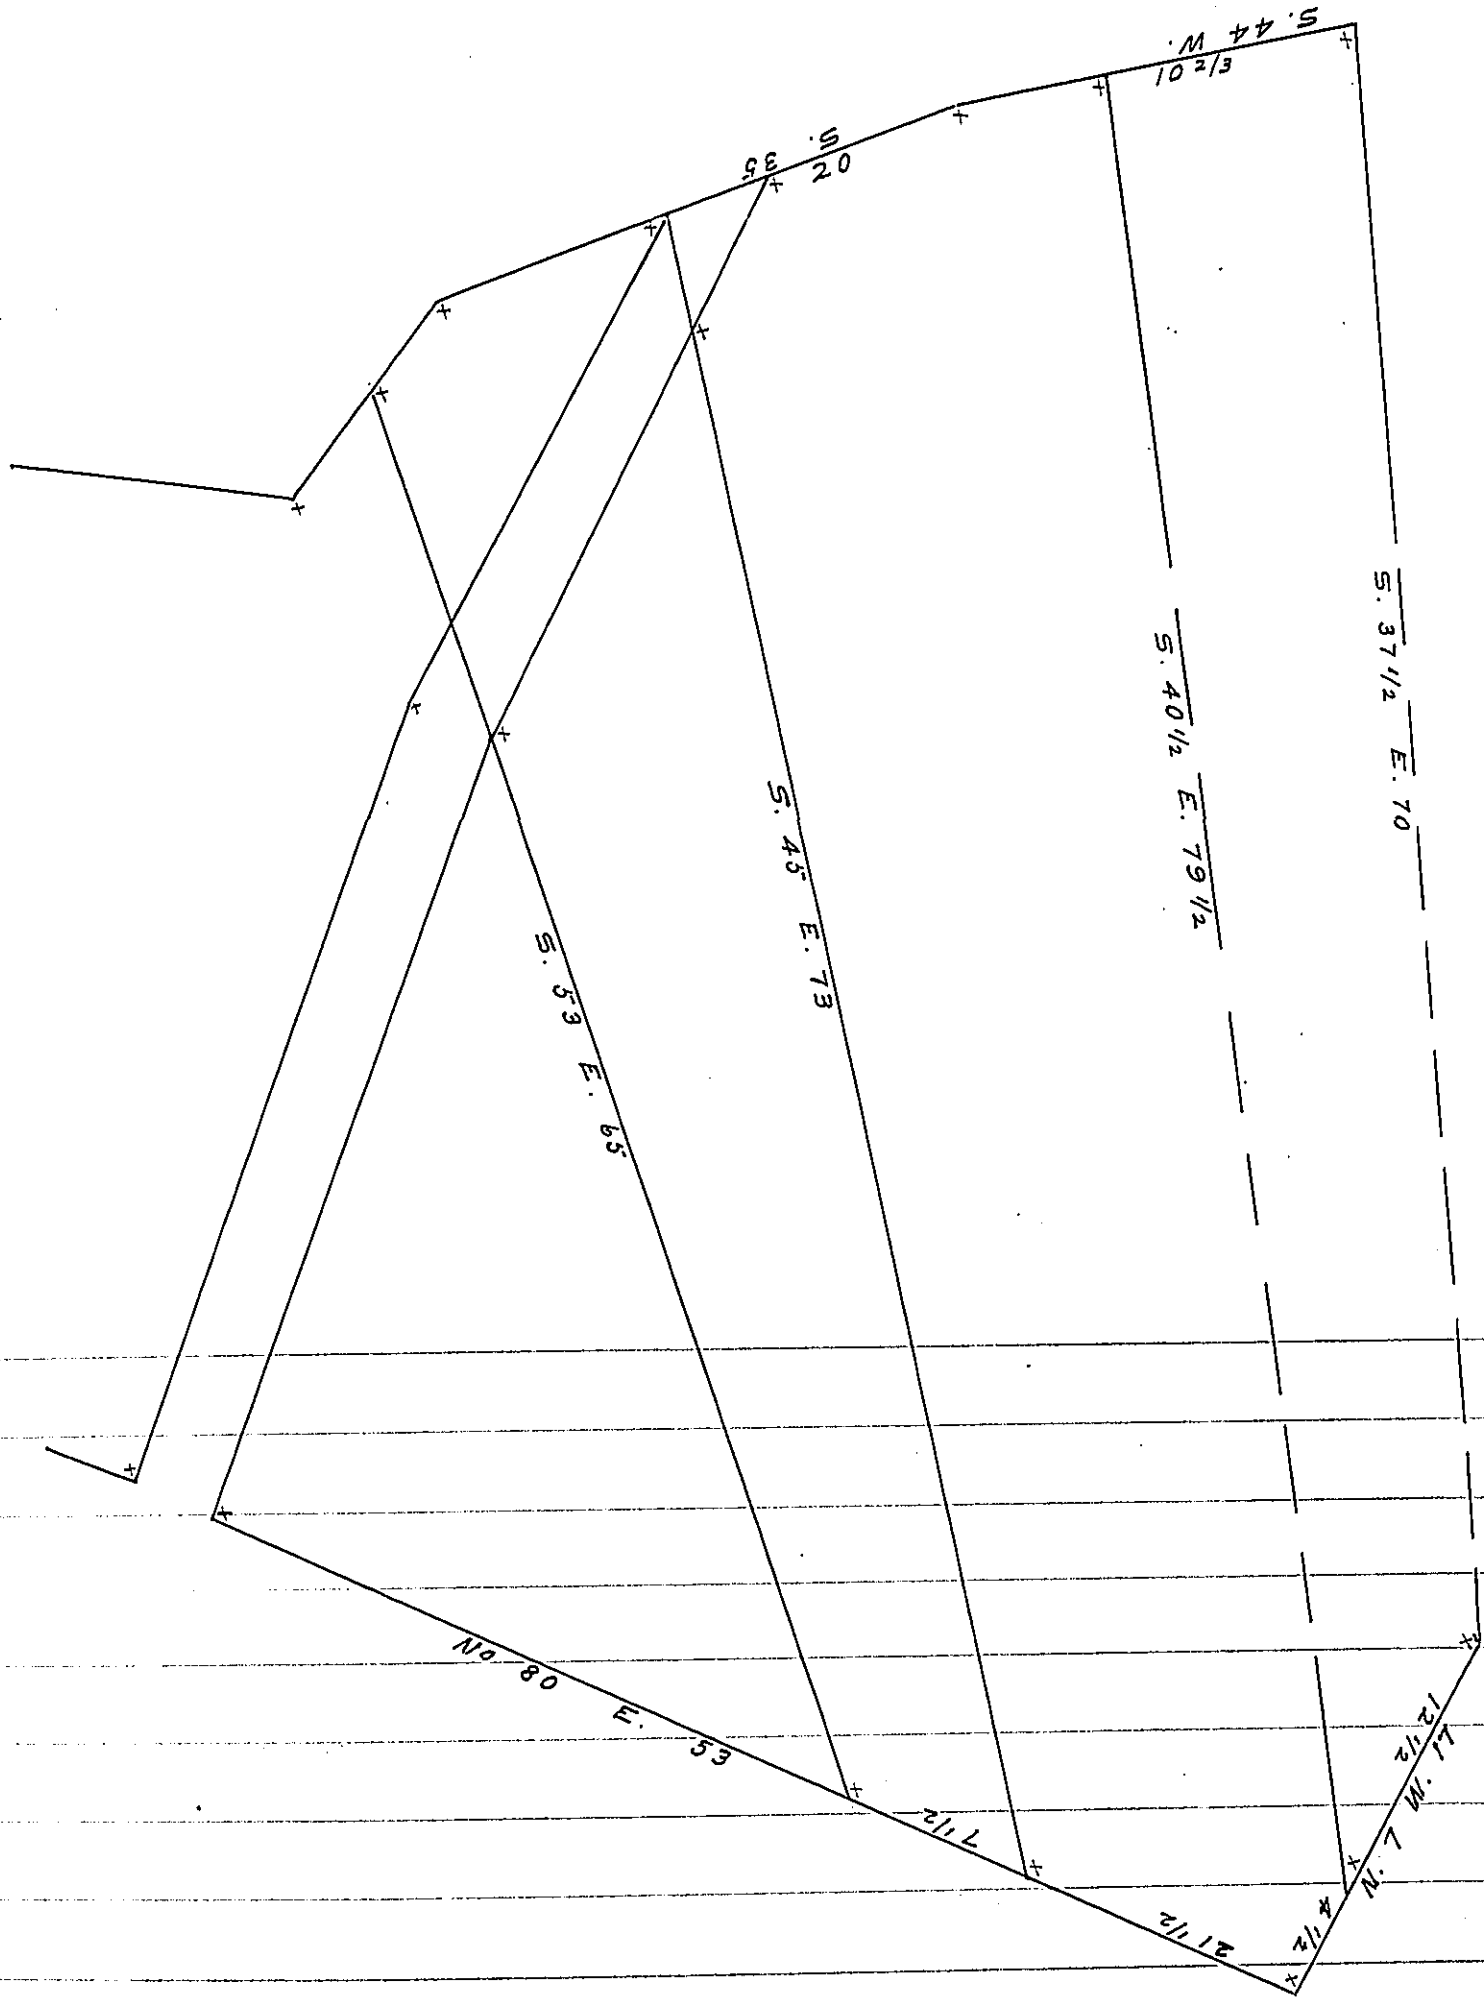 S. 44 W.
10 2/3
S. 35
20
S. 37 1/2 E. 70
S. 40 1/2 E. 79 1/2
S. 45 E. 73
S. 53 E. 65
No 80 E. 53
7 1/2
21 1/2
4 1/2
N. 7 W. 17
12 1/2